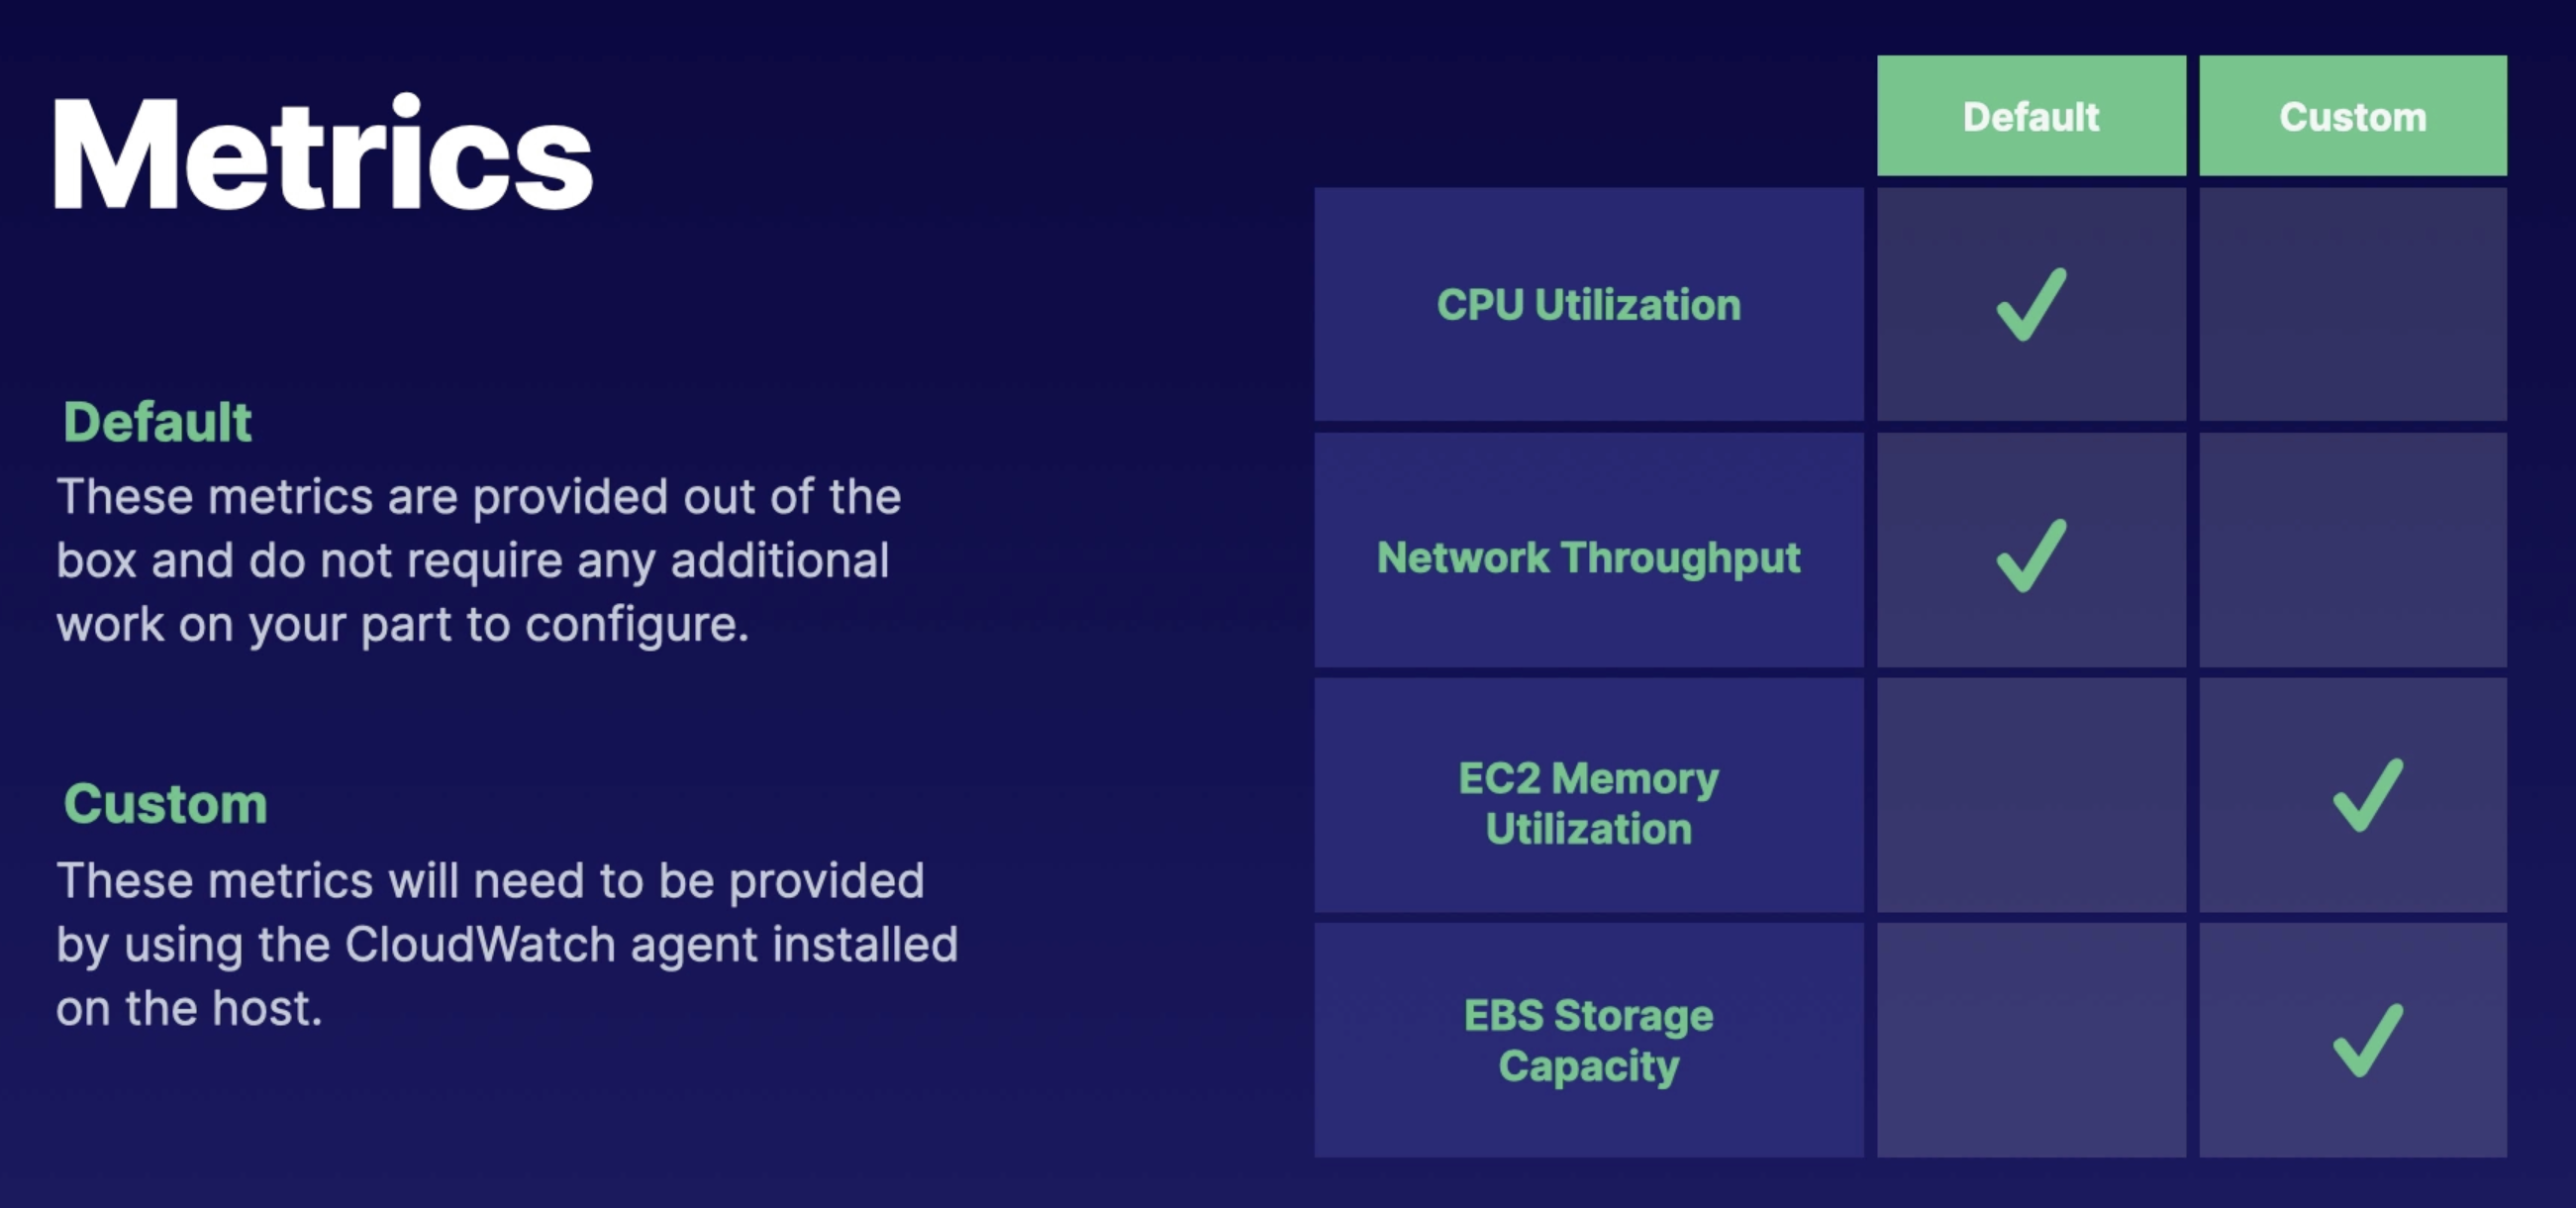 Metrics
Default
These metrics are provided out of the
box and do not require any additional
work on your part to configure.
Custom
These metrics will need to be provided
by using the CloudWatch agent installed
on the host.
Default Custom
CPU Utilization
Network Throughput
EC2 Memory
Utilization
EBS Storage
Capacity